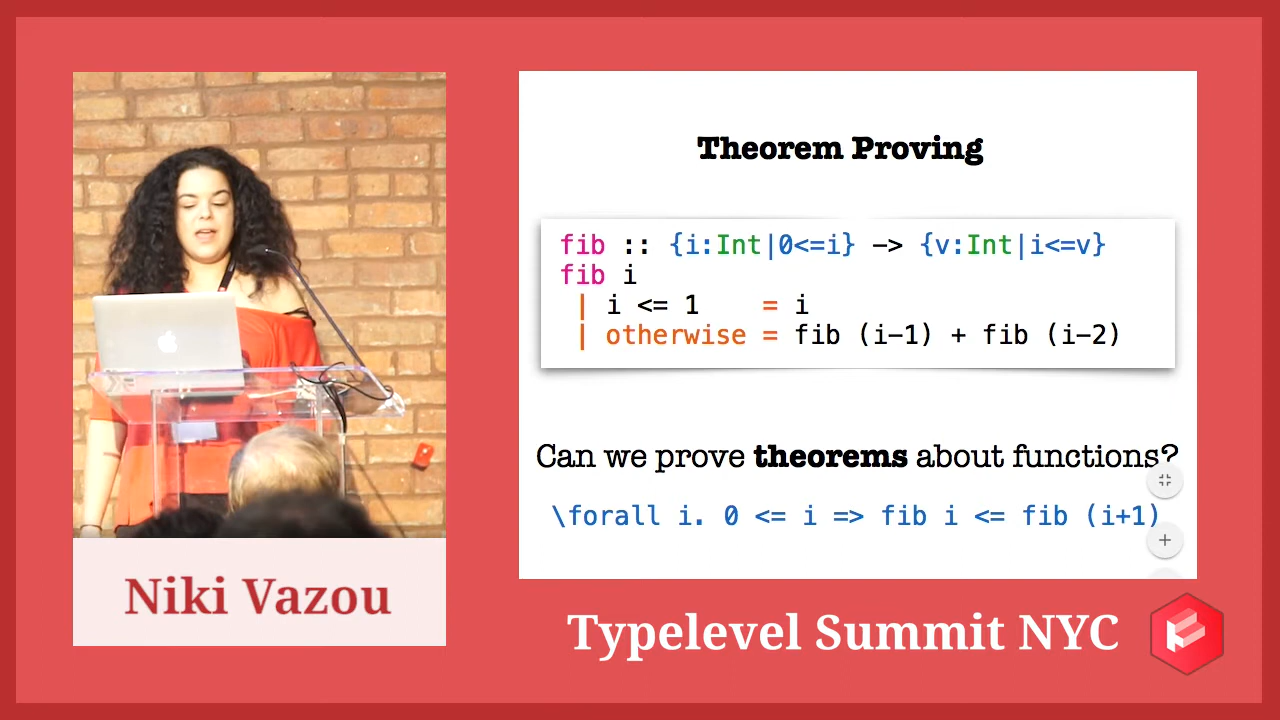 Theorem Proving
fib :: {i:Int|0<=i} -> {v:Int|i<=v}
fib i
| i <= 1 = i
| otherwise = fib (i-1) + fib (i-2)
Can we prove theorems about functions?
\forall i. 0 <= i => fib i <= fib (i+1)
Niki Vazou
Typelevel Summit NYC